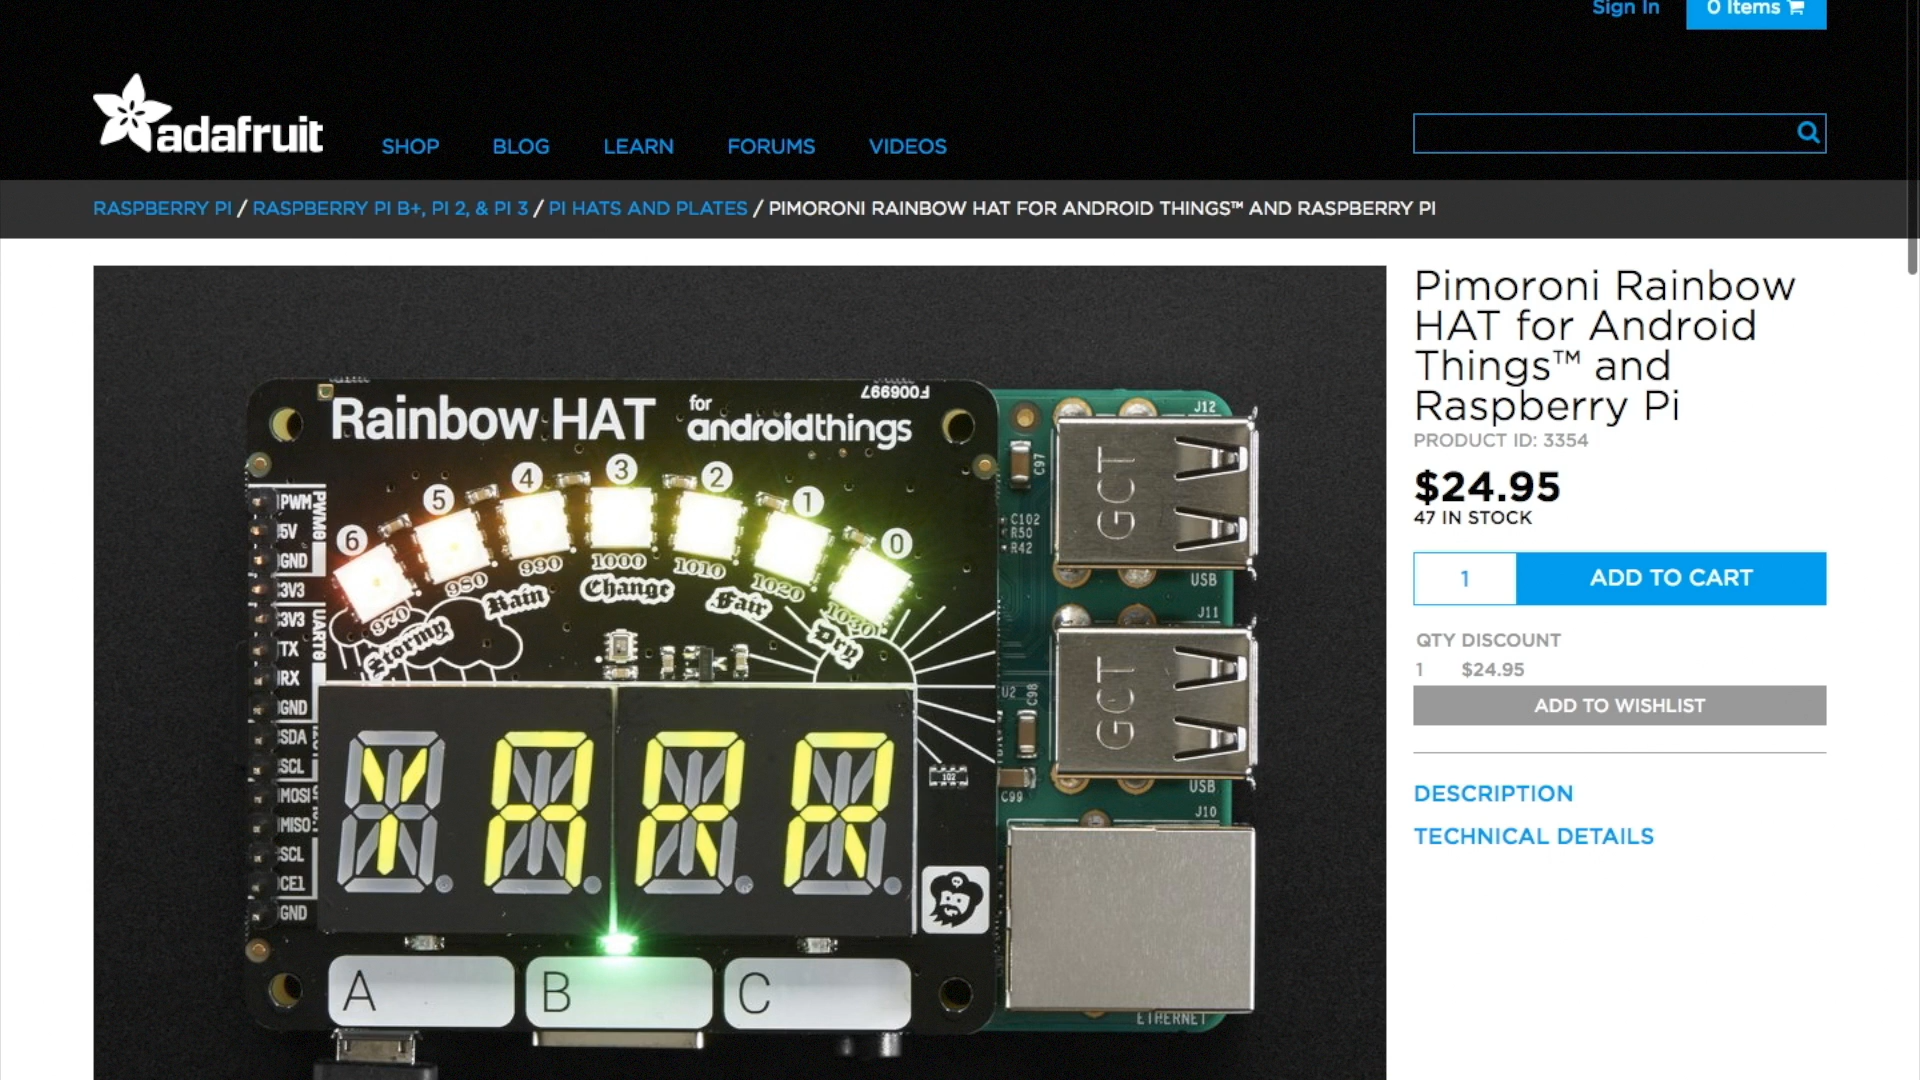 Sign In
0 Items
adafruit
SHOP
BLOG
LEARN
FORUMS
VIDEOS
RASPBERRY PI / RASPBERRY PI B+, PI 2, & PI 3 / PI HATS AND PLATES / PIMORONI RAINBOW HAT FOR ANDROID THINGS™ AND RASPBERRY PI
Pimoroni Rainbow
HAT for Android
Things™ and
Raspberry Pi
PRODUCT ID: 3354
$24.95
47 IN STOCK
1
ADD TO CART
QTY DISCOUNT
1 $24.95
ADD TO WISHLIST
DESCRIPTION
TECHNICAL DETAILS
Rainbow HAT
for
androidthings
F006997
6
5
4
3
2
1
0
970
980
990
1000
1010
1020
1030
Stormy
Rain
Change
Fair
Dry
PWM
5V
GND
3V3
3V3
TX
RX
GND
SDA
SCL
MOSI
MISO
SCL
CE1
GND
PWM0
UART0
YARR
102
A
B
C
J12
C97
GCT
C102
R50
R42
USB
J11
U2
C98
GCT
USB
C99
J10
ETHERNET